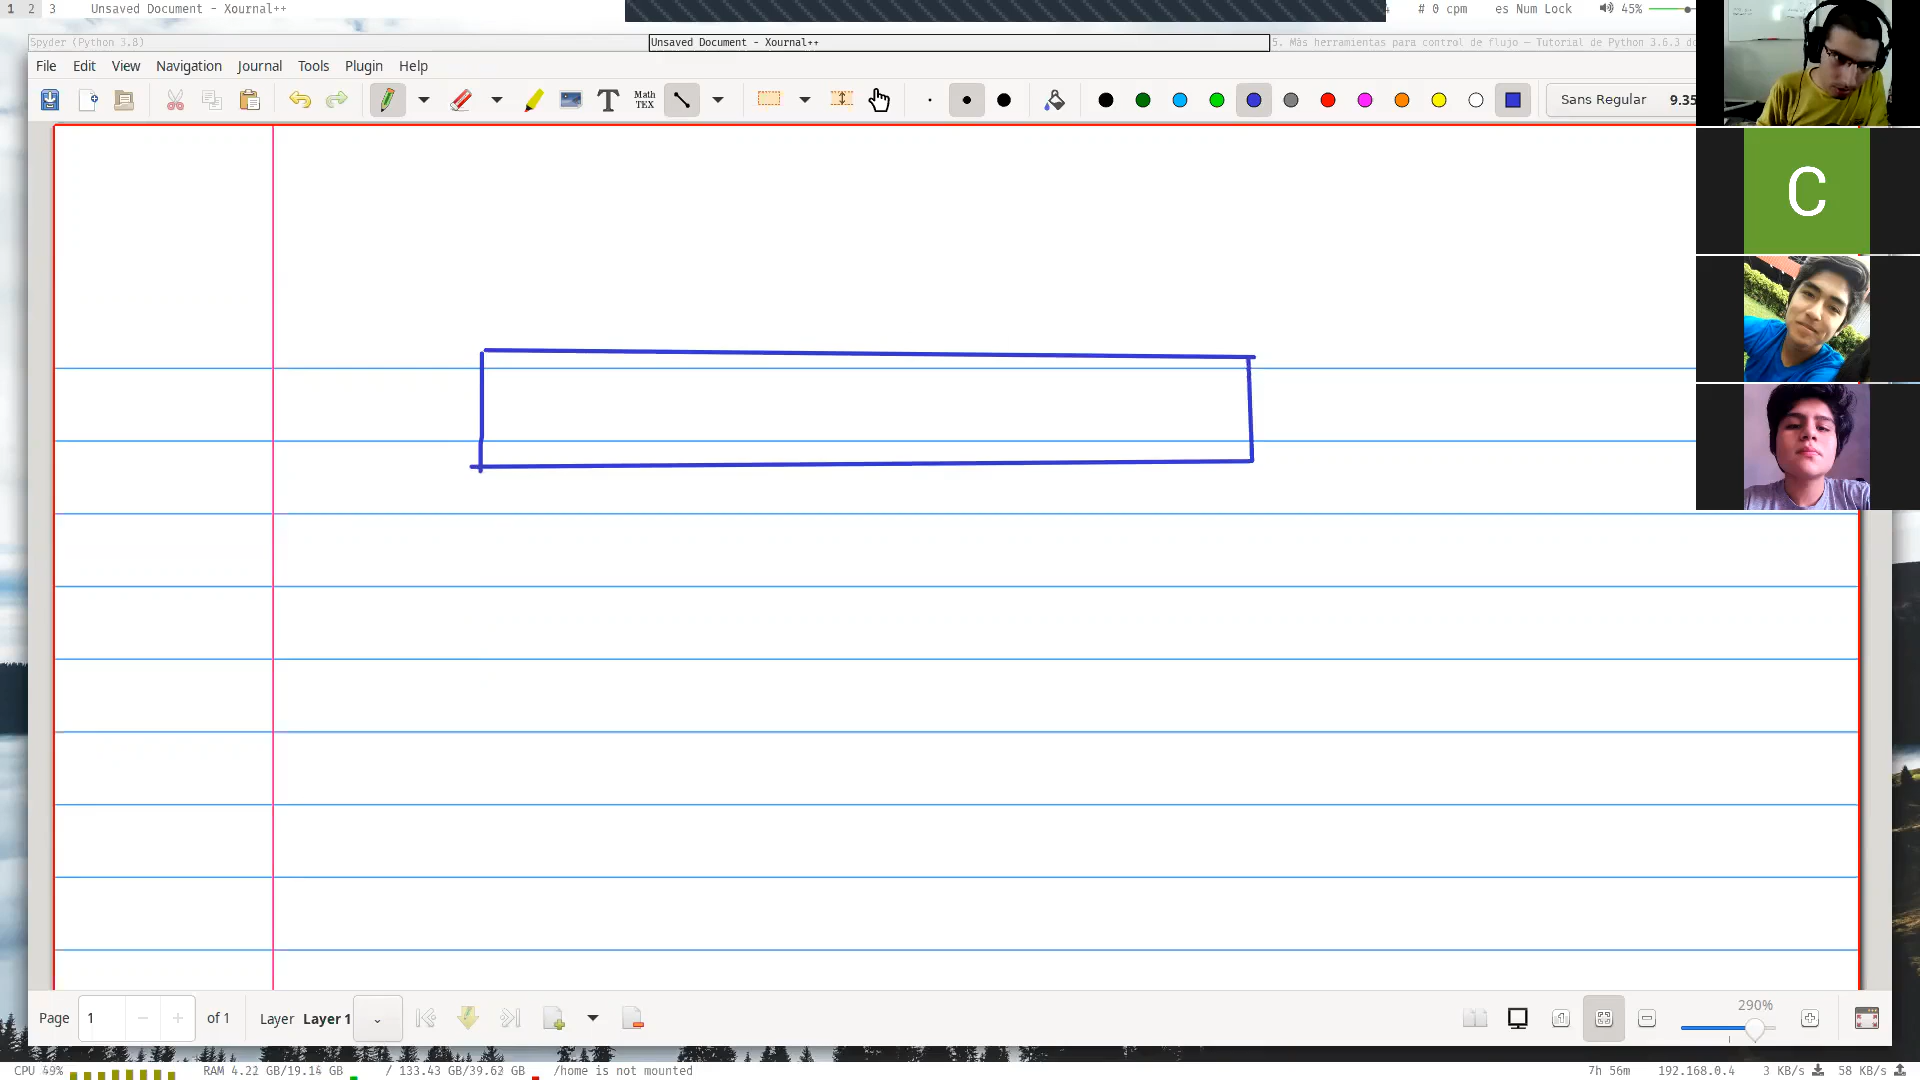 1 2 3 Unsaved Document - Xournal++ # 0 cpm es Num Lock 45%
Spyder (Python 3.8) Unsaved Document - Xournal++ 5. Más herramientas para control de flujo — Tutorial de Python 3.6.3 do
File Edit View Navigation Journal Tools Plugin Help
T Math TEX Sans Regular 9.35
C
Page 1 of 1 Layer Layer 1 290%
CPU 49% RAM 4.22 GB/19.14 GB / 133.43 GB/39.62 GB /home is not mounted 7h 56m 192.168.0.4 3 KB/s 58 KB/s